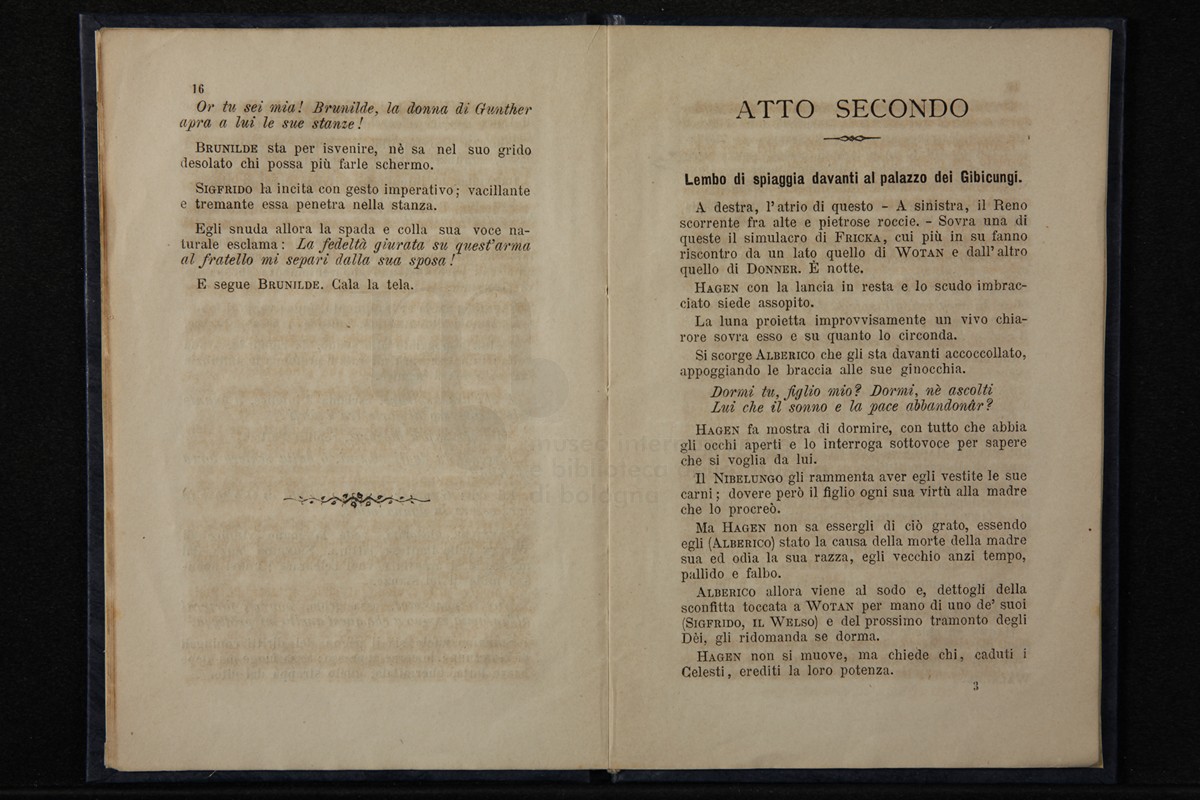 16
Or tu sei mia! Brunilde, la donna di Gunther
apra a lui le sue stanze!
BRUNILDE sta per isvenire, nè sa nel suo grido
desolato chi possa più farle schermo.
SIGFRIDO la incita con gesto imperativo; vacillante
e tremante essa penetra nella stanza.
Egli snuda allora la spada e colla sua voce na-
turale esclama: La fedeltà giurata su quest'arma
al fratello mi separi dalla sua sposa!
E segue BRUNILDE. Cala la tela.
ATTO SECONDO
Lembo di spiaggia davanti al palazzo dei Gibicungi.
A destra, l'atrio di questo - A sinistra, il Reno
scorrente fra alte e pietrose roccie. - Sovra una di
queste il simulacro di FRICKA, cui più in su fanno
riscontro da un lato quello di WOTAN e dall'altro
quello di DONNER. È notte.
HAGEN con la lancia in resta e lo scudo imbrac-
ciato siede assopito.
La luna proietta improvvisamente un vivo chia-
rore sovra esso e su quanto lo circonda.
Si scorge ALBERICO che gli sta davanti accoccollato,
appoggiando le braccia alle sue ginocchia.
Dormi tu, figlio mio? Dormi, nè ascolti
Lui che il sonno e la pace abbandonâr?
HAGEN fa mostra di dormire, con tutto che abbia
gli occhi aperti e lo interroga sottovoce per sapere
che si voglia da lui.
Il NIBELUNGO gli rammenta aver egli vestite le sue
carni; dovere però il figlio ogni sua virtù alla madre
che lo procreò.
Ma HAGEN non sa essergli di ciò grato, essendo
egli (ALBERICO) stato la causa della morte della madre
sua ed odia la sua razza, egli vecchio anzi tempo,
pallido e falbo.
ALBERICO allora viene al sodo e, dettogli della
sconfitta toccata a WOTAN per mano di uno de' suoi
(SIGFRIDO, IL WELSO) e del prossimo tramonto degli
Dèi, gli ridomanda se dorma.
HAGEN non si muove, ma chiede chi, caduti i
Celesti, erediti la loro potenza.
3
museo inter
e biblioteca
di bologna